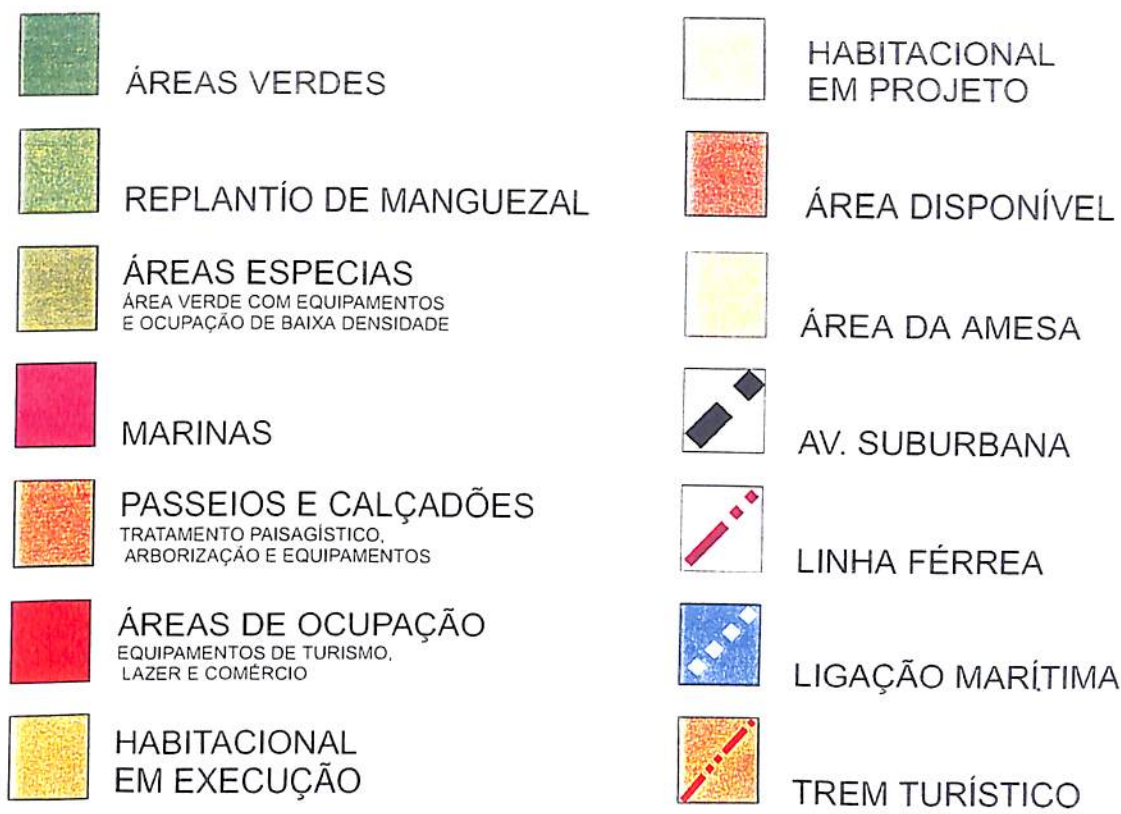 ÁREAS VERDES
REPLANTÍO DE MANGUEZAL
ÁREAS ESPECIAS
ÁREA VERDE COM EQUIPAMENTOS
E OCUPAÇÃO DE BAIXA DENSIDADE
MARINAS
PASSEIOS E CALÇADÕES
TRATAMENTO PAISAGÍSTICO,
ARBORIZAÇÃO E EQUIPAMENTOS
ÁREAS DE OCUPAÇÃO
EQUIPAMENTOS DE TURISMO,
LAZER E COMÉRCIO
HABITACIONAL
EM EXECUÇÃO
HABITACIONAL
EM PROJETO
ÁREA DISPONÍVEL
ÁREA DA AMESA
AV. SUBURBANA
LINHA FÉRREA
LIGAÇÃO MARÍTIMA
TREM TURÍSTICO